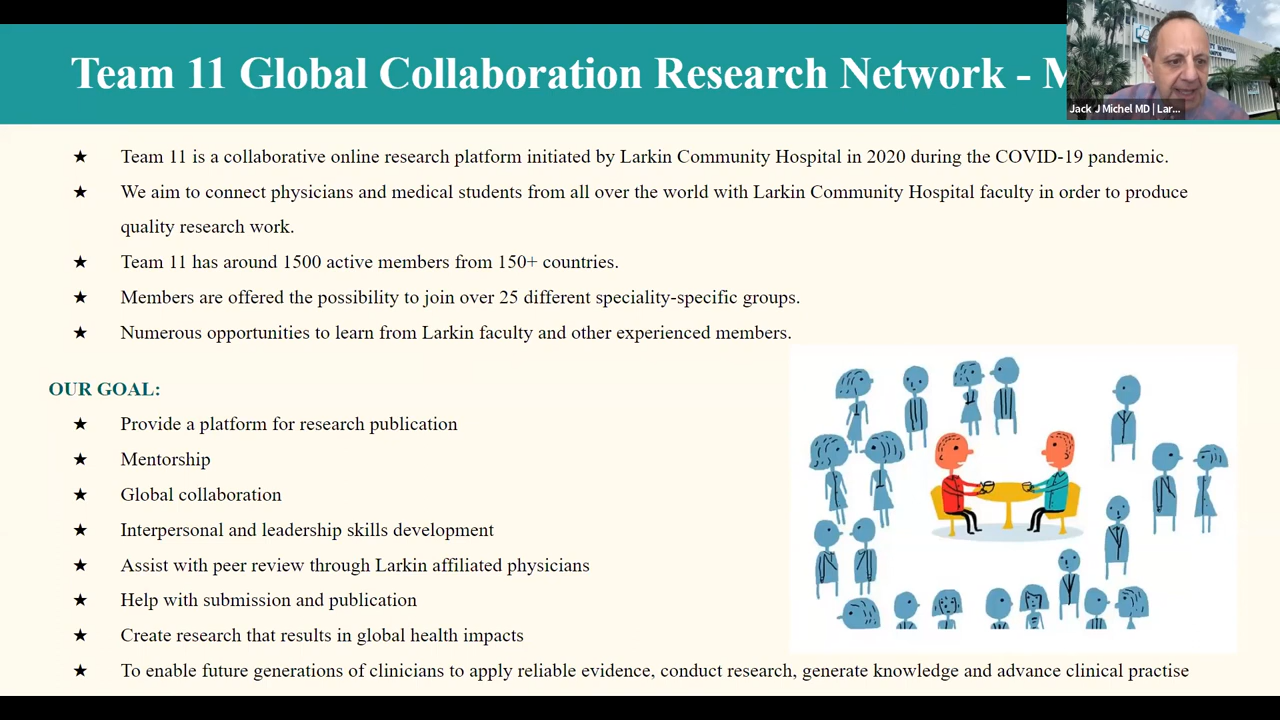 Team 11 Global Collaboration Research Network - M
Jack J Michel MD | Lar...
★ Team 11 is a collaborative online research platform initiated by Larkin Community Hospital in 2020 during the COVID-19 pandemic.
★ We aim to connect physicians and medical students from all over the world with Larkin Community Hospital faculty in order to produce
quality research work.
★ Team 11 has around 1500 active members from 150+ countries.
★ Members are offered the possibility to join over 25 different speciality-specific groups.
★ Numerous opportunities to learn from Larkin faculty and other experienced members.
OUR GOAL:
★ Provide a platform for research publication
★ Mentorship
★ Global collaboration
★ Interpersonal and leadership skills development
★ Assist with peer review through Larkin affiliated physicians
★ Help with submission and publication
★ Create research that results in global health impacts
★ To enable future generations of clinicians to apply reliable evidence, conduct research, generate knowledge and advance clinical practise